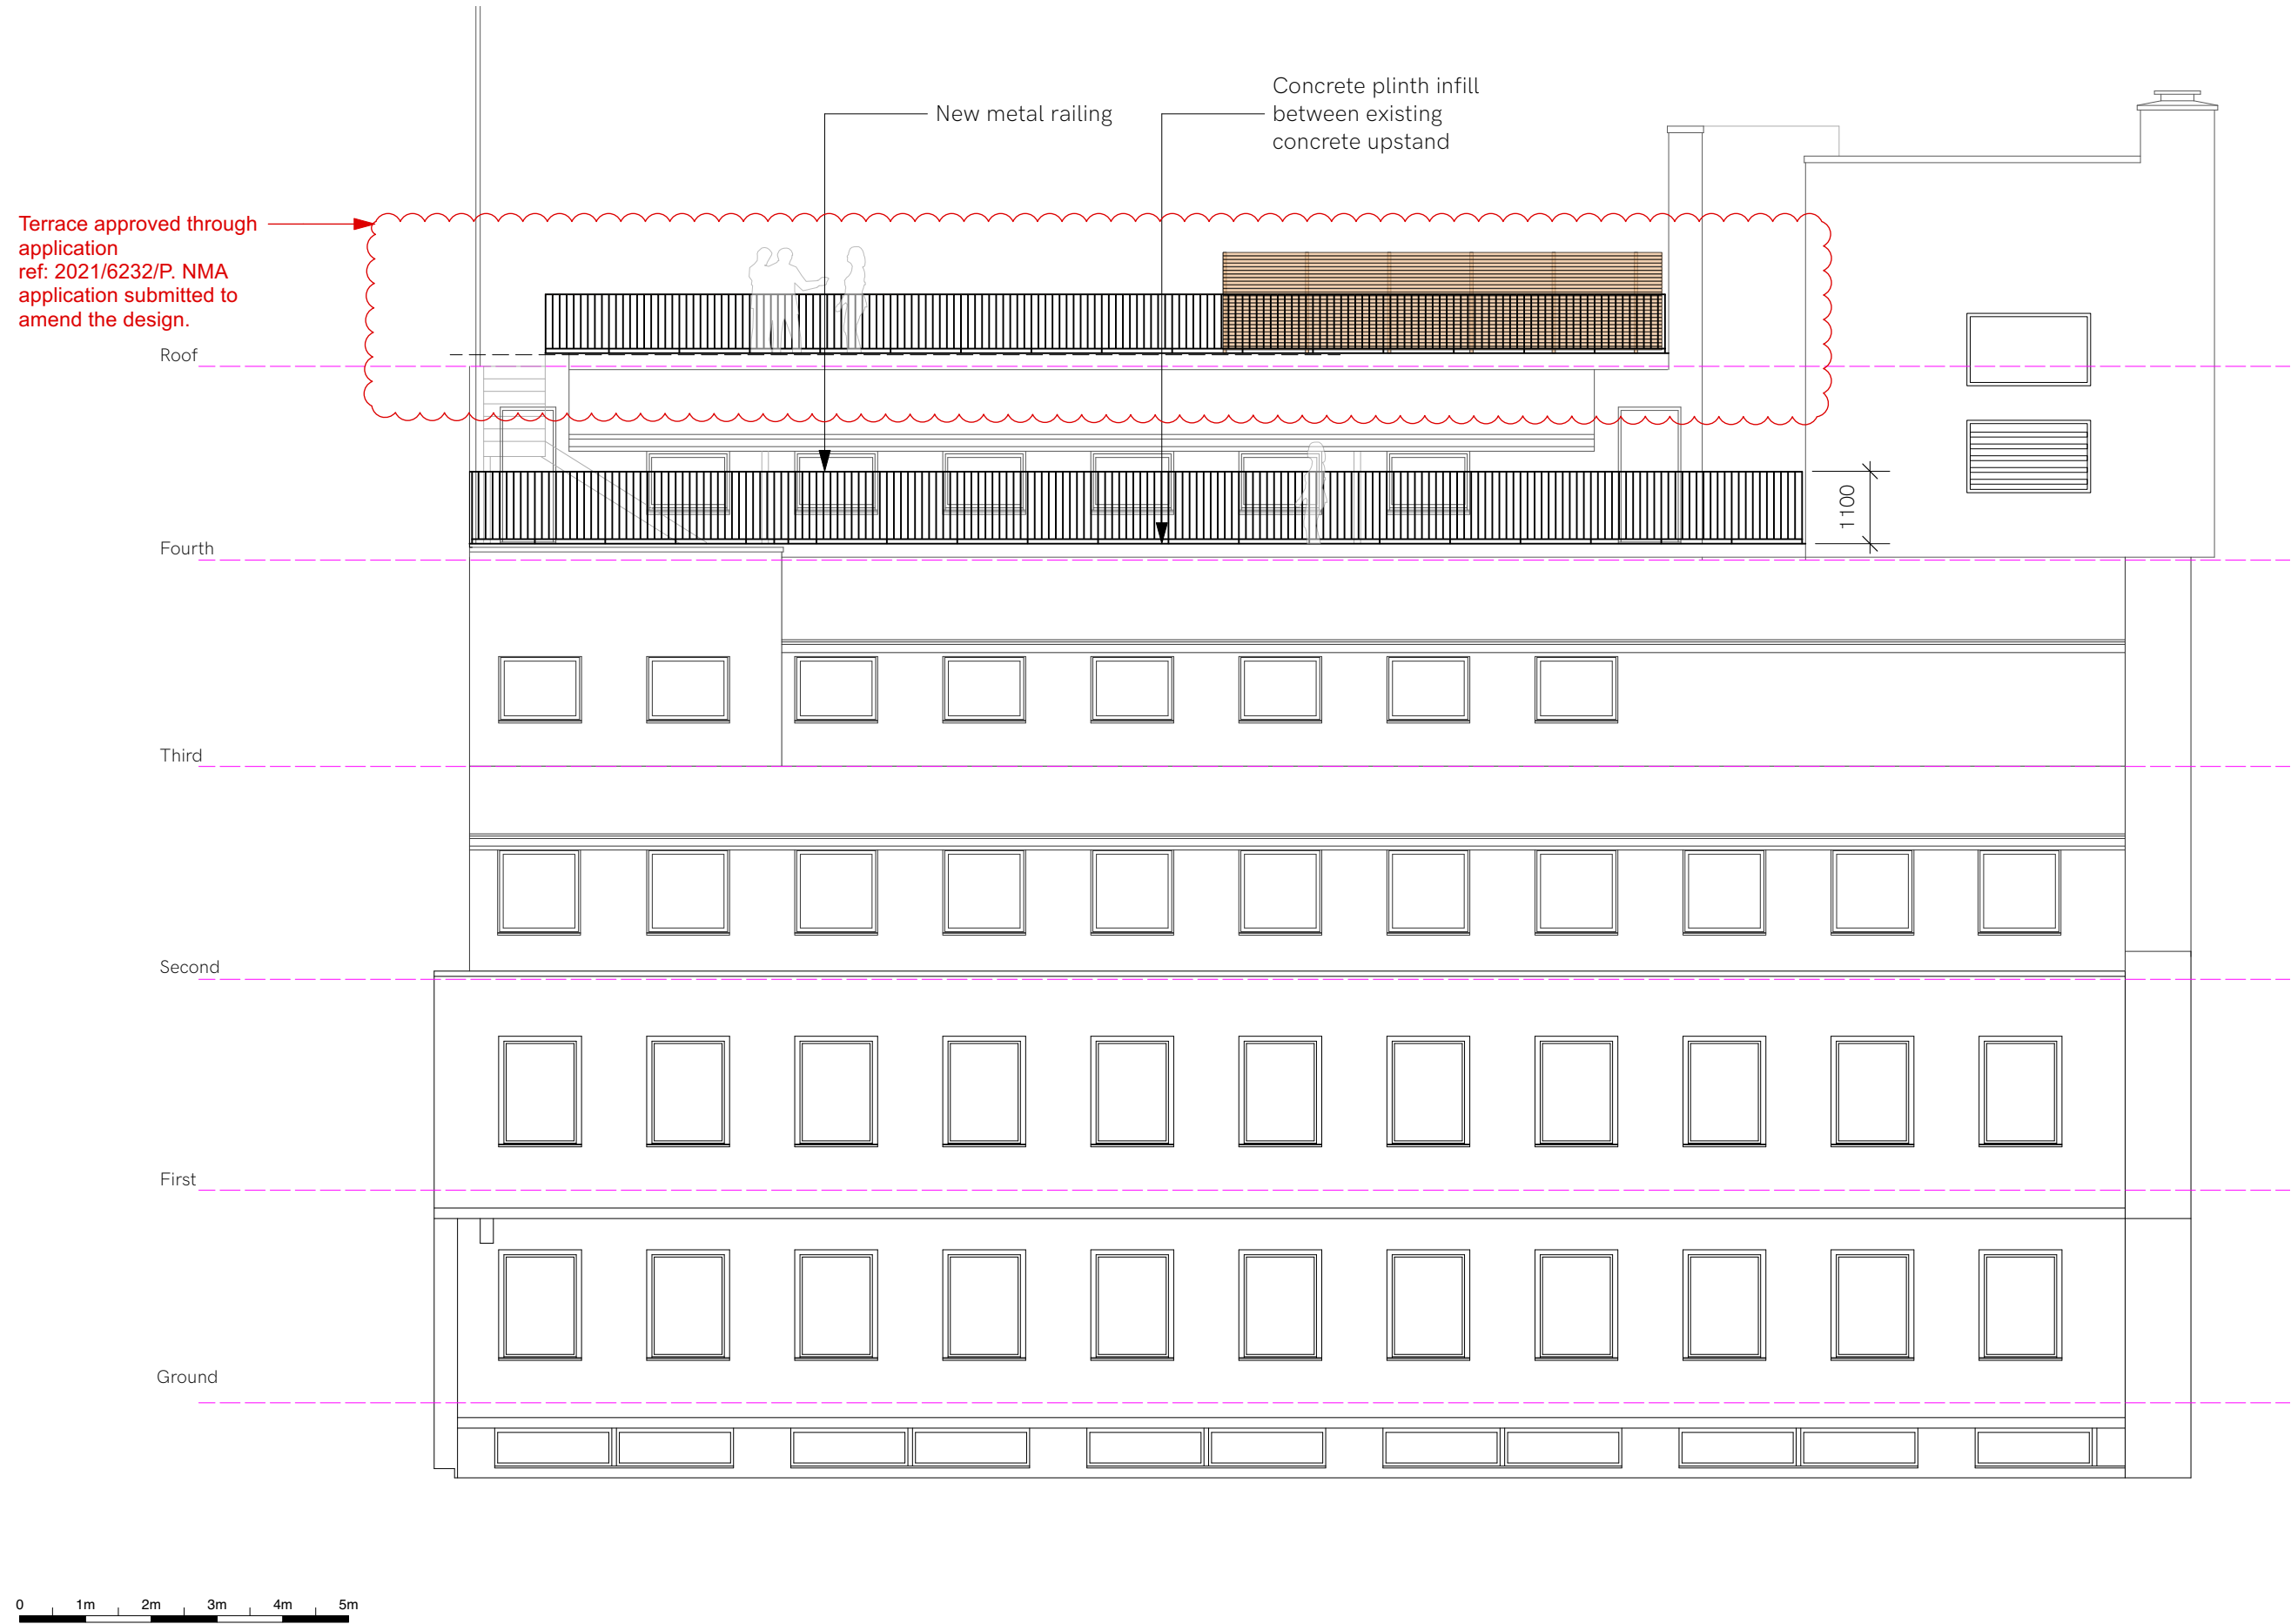 Concrete plinth infill
between existing
concrete upstand
New metal railing
Terrace approved through
application
ref: 2021/6232/P. NMA
application submitted to
amend the design.
Roof
1100
Fourth
Third
Second
First
Ground
0 1m 2m 3m 4m 5m